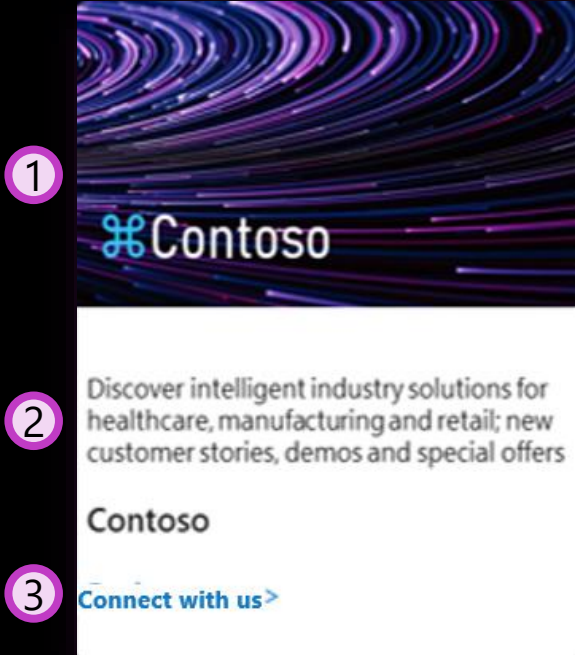 1
⌘Contoso
2
Discover intelligent industry solutions for
healthcare, manufacturing and retail; new
customer stories, demos and special offers
Contoso
3
Connect with us>